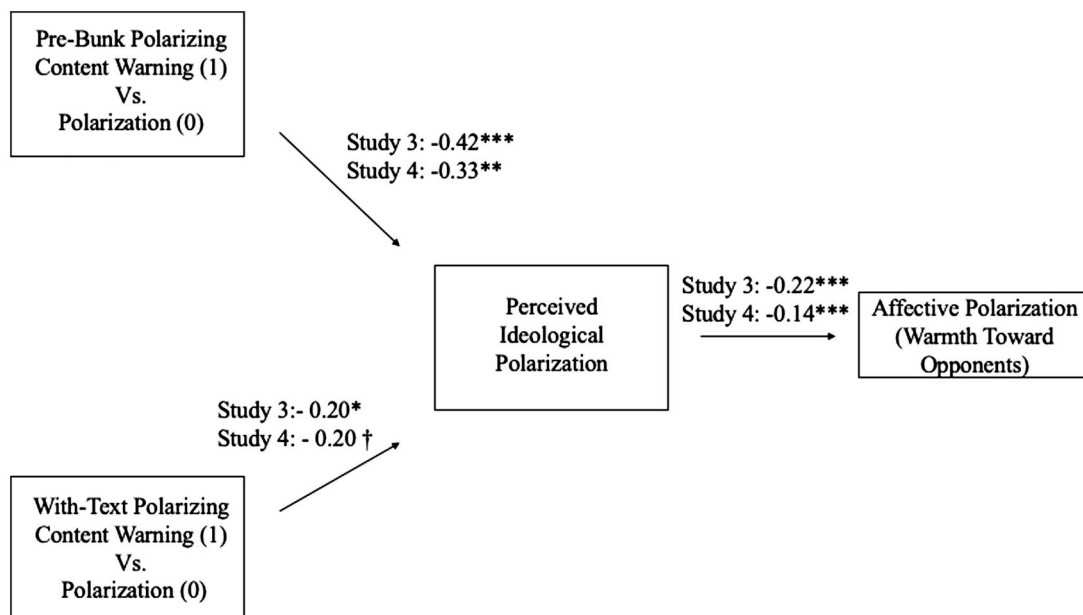 Pre-Bunk Polarizing
Content Warning (1)
Vs.
Polarization (0)
Study 3: -0.42***
Study 4: -0.33**
Perceived
Ideological
Polarization
Study 3: -0.22***
Study 4: -0.14***
Affective Polarization
(Warmth Toward
Opponents)
Study 3:- 0.20*
Study 4: - 0.20 †
With-Text Polarizing
Content Warning (1)
Vs.
Polarization (0)